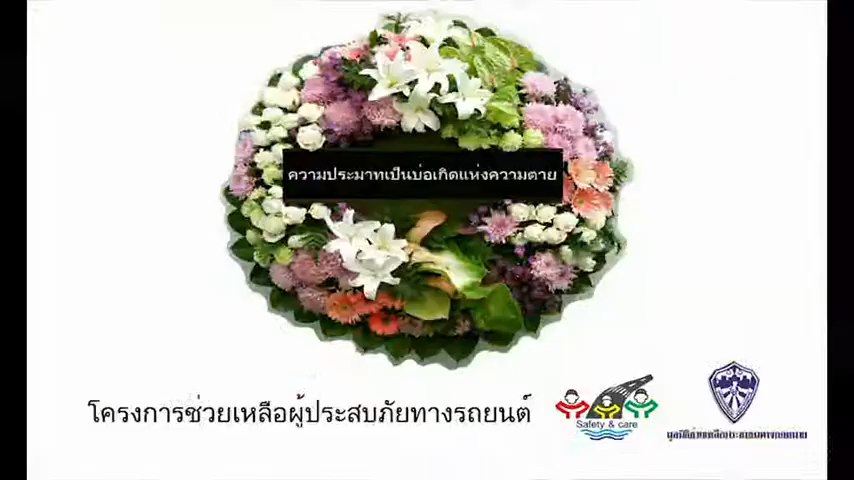 ความประมาทเป็นบ่อเกิดแห่งความตาย
โครงการช่วยเหลือผู้ประสบภัยทางรถยนต์
Safety & care